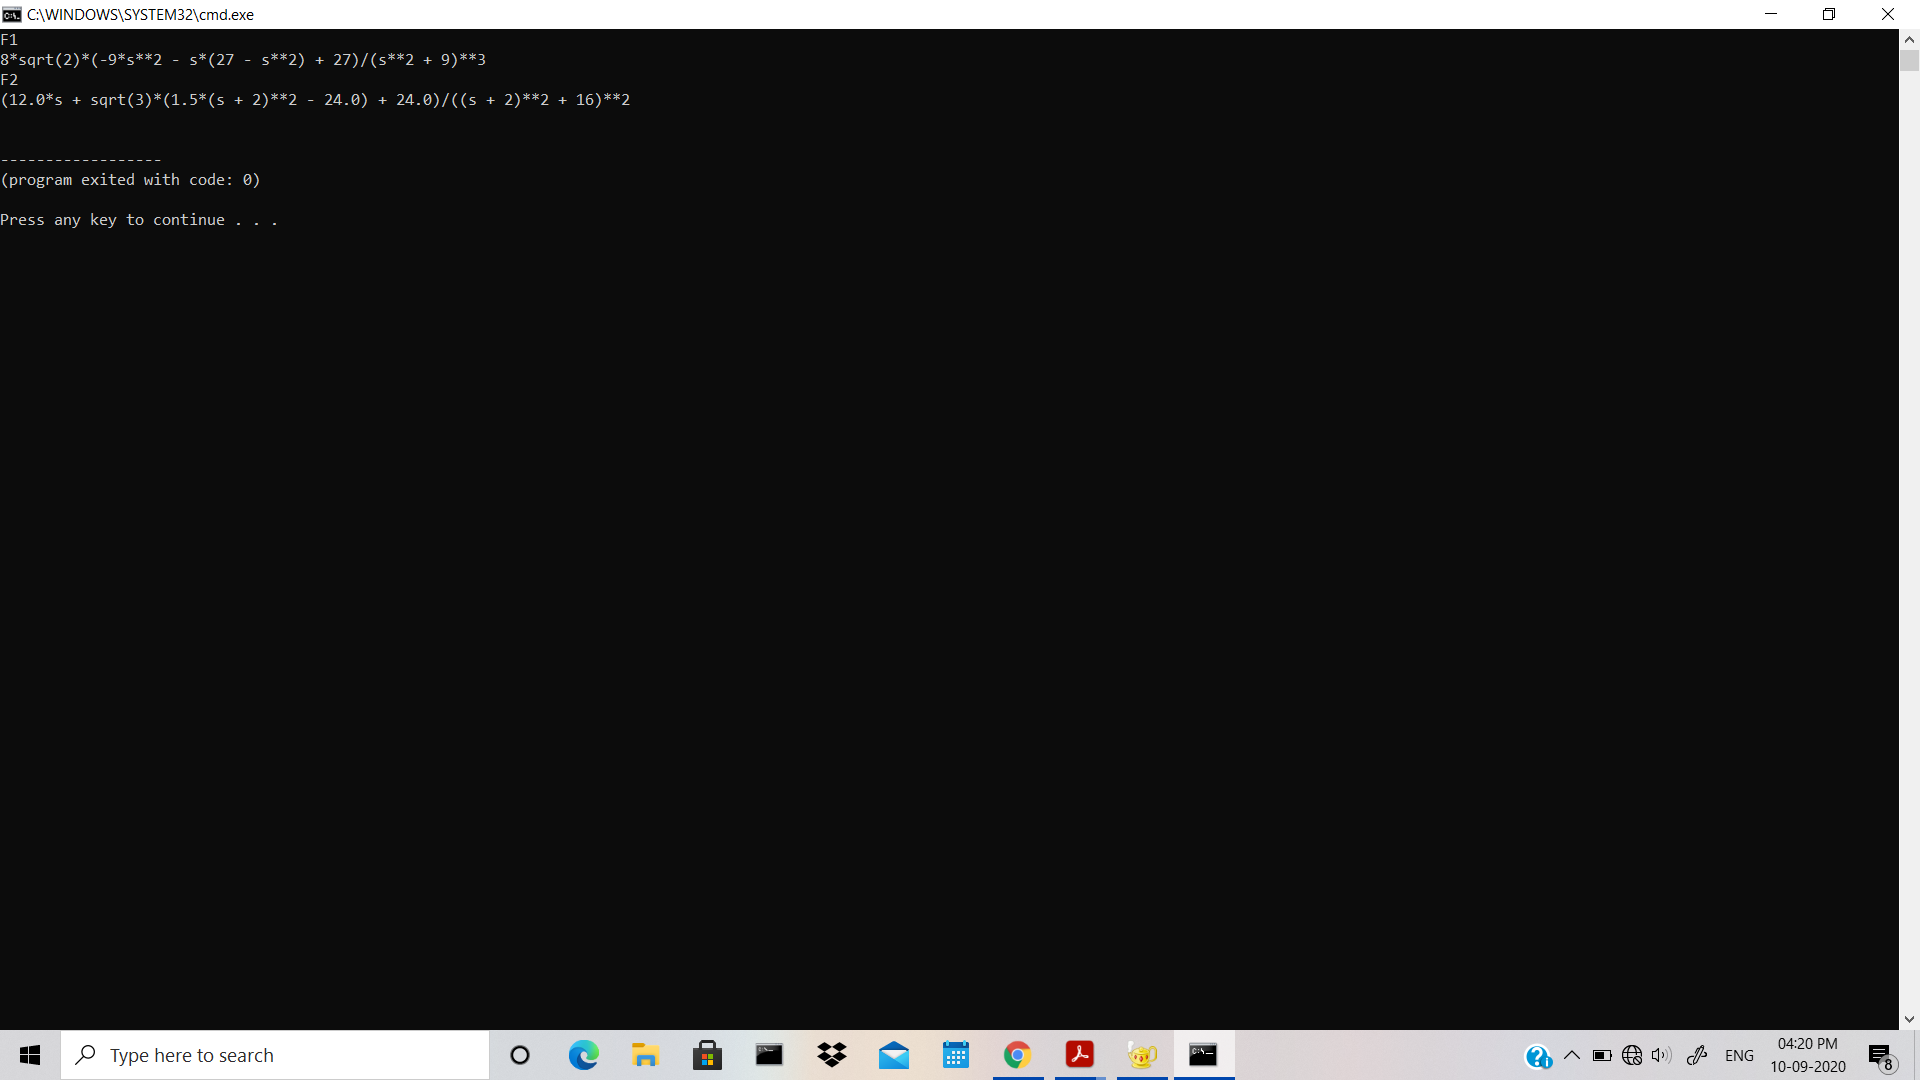 C:\WINDOWS\SYSTEM32\cmd.exe
F1
8*sqrt(2)*(-9*s**2 - s*(27 - s**2) + 27)/(s**2 + 9)**3
F2
(12.0*s + sqrt(3)*(1.5*(s + 2)**2 - 24.0) + 24.0)/((s + 2)**2 + 16)**2
------------------
(program exited with code: 0)
Press any key to continue . . .
Type here to search
ENG
04:20 PM
10-09-2020
8